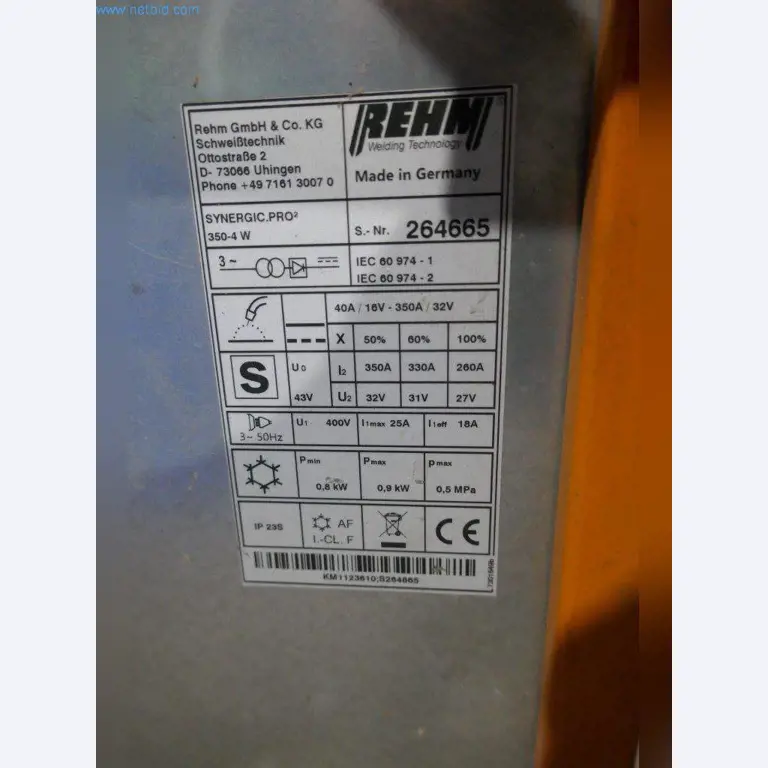 www.netbid.com
Rehm GmbH & Co. KG
Schweißtechnik
Ottostraße 2
D- 73066 Uhingen
Phone +49 7161 3007 0
REHM
®
Welding Technology
Made in Germany
SYNERGIC.PRO²
350-4 W
S.- Nr. 264665
3 ~
IEC 60 974 - 1
IEC 60 974 - 2
40A / 16V - 350A / 32V
X 50% 60% 100%
S
U0 I2 350A 330A 260A
43V U2 32V 31V 27V
3~ 50Hz
U1 400V I1max 25A I1eff 18A
Pmin Pmax pmax
0,8 kW 0,9 kW 0,5 MPa
IP 23S
AF
I.-CL. F
CE
KM1123610;S264665